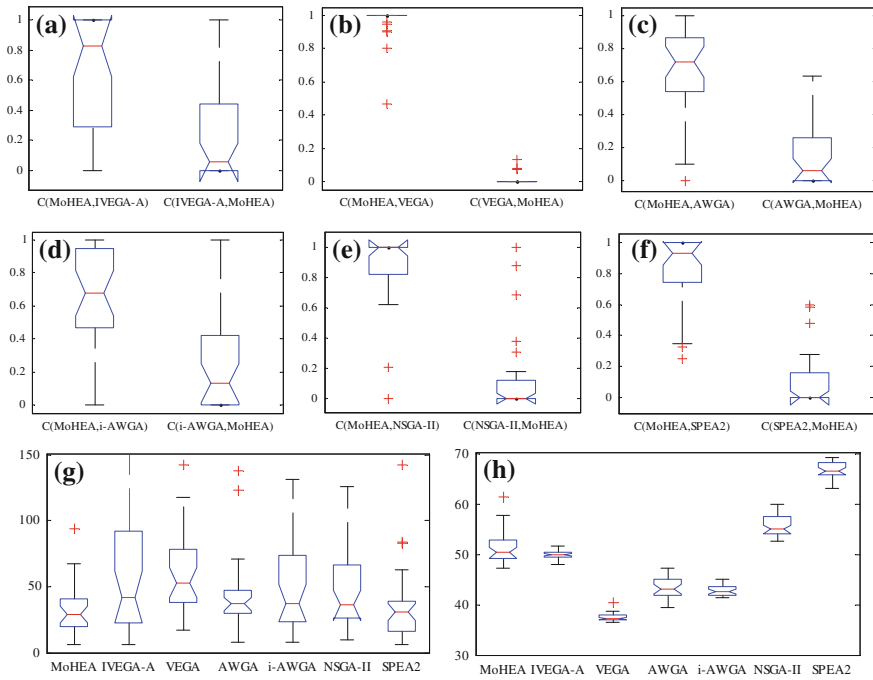 (a)
1
0.8
0.6
0.4
0.2
0
C(MoHEA,IVEGA-A) C(IVEGA-A,MoHEA)
(b)
1
0.8
0.6
0.4
0.2
0
C(MoHEA,VEGA) C(VEGA,MoHEA)
(c)
1
0.8
0.6
0.4
0.2
0
C(MoHEA,AWGA) C(AWGA,MoHEA)
(d)
1
0.8
0.6
0.4
0.2
0
C(MoHEA,i-AWGA) C(i-AWGA,MoHEA)
(e)
1
0.8
0.6
0.4
0.2
0
C(MoHEA,NSGA-II) C(NSGA-II,MoHEA)
(f)
1
0.8
0.6
0.4
0.2
0
C(MoHEA,SPEA2) C(SPEA2,MoHEA)
(g)
150
100
50
0
MoHEA IVEGA-A VEGA AWGA i-AWGA NSGA-II SPEA2
(h)
70
60
50
40
30
MoHEA IVEGA-A VEGA AWGA i-AWGA NSGA-II SPEA2